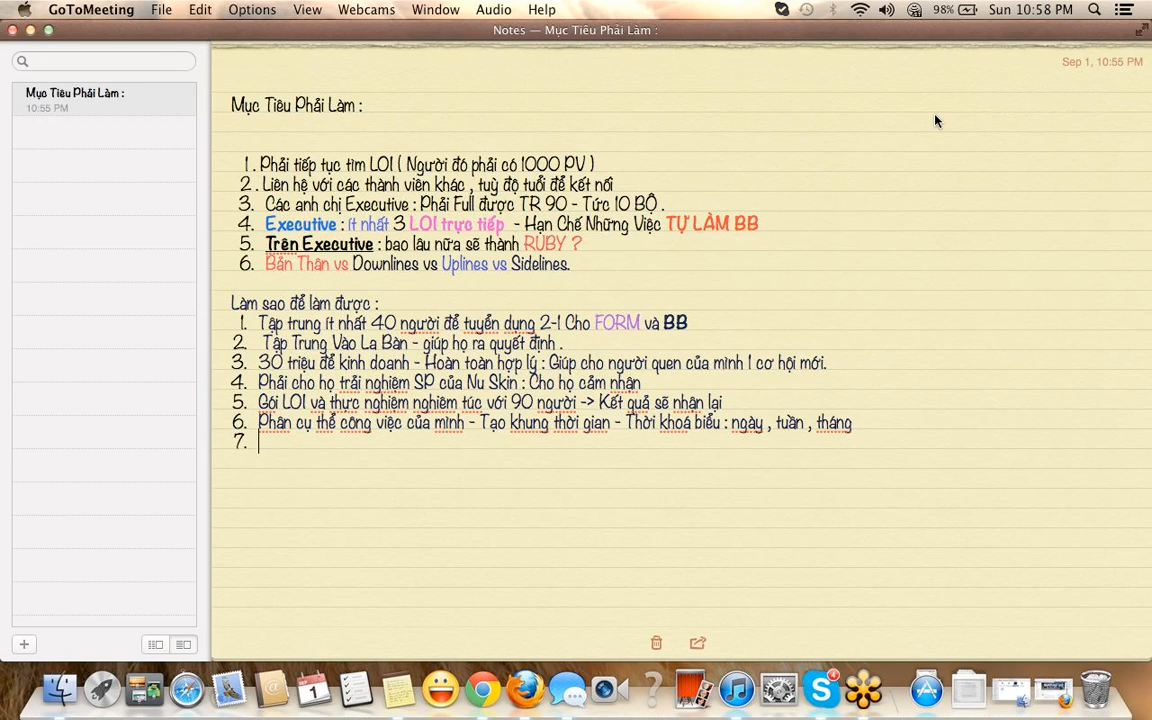 GoToMeeting File Edit Options View Webcams Window Audio Help 98% Sun 10:58 PM
Notes — Mục Tiêu Phải Làm :
Sep 1, 10:55 PM
Mục Tiêu Phải Làm :
10:55 PM
Mục Tiêu Phải Làm :
1. Phải tiếp tục tìm LOI ( Người đó phải có 1000 PV )
2. Liên hệ với các thành viên khác , tuỳ độ tuổi để kết nối
3. Các anh chị Executive : Phải Full được TR 90 - Tức 10 BỘ .
4. Executive : ít nhất 3 LOI trực tiếp - Hạn Chế Những Việc TỰ LÀM BB
5. Trên Executive : bao lâu nữa sẽ thành RUBY ?
6. Bản Thân vs Downlines vs Uplines vs Sidelines.
Làm sao để làm được :
1. Tập trung ít nhất 40 người để tuyển dụng 2-1 Cho FORM và BB
2. Tập Trung Vào La Bàn - giúp họ ra quyết định .
3. 30 triệu để kinh doanh - Hoàn toàn hợp lý : Giúp cho người quen của mình 1 cơ hội mới.
4. Phải cho họ trải nghiệm SP của Nu Skin : Cho họ cảm nhận
5. Gói LOI và thực nghiệm nghiêm túc với 90 người -> Kết quả sẽ nhận lại
6. Phân cụ thể công việc của mình - Tạo khung thời gian - Thời khoá biểu : ngày , tuần , tháng
7.
1
4